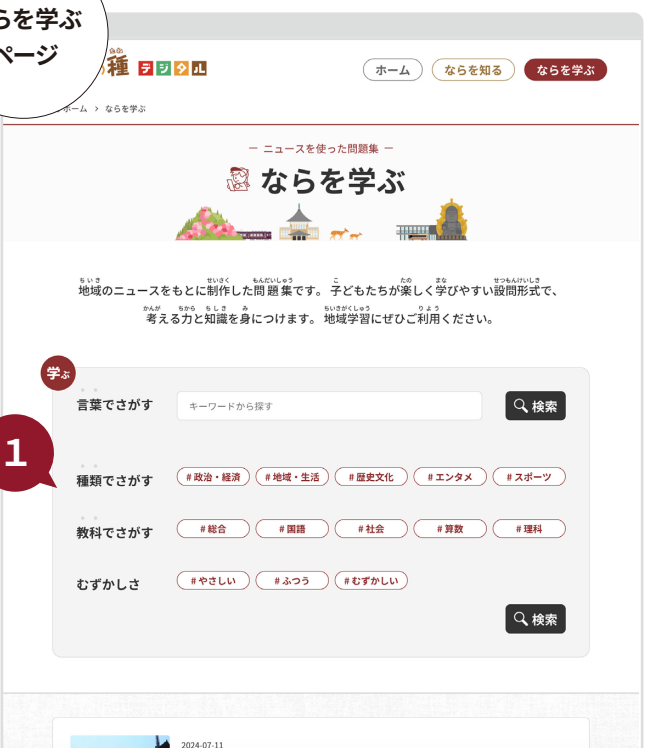 らを学ぶ
ページ
種 デジタル
ホーム ならを知る ならを学ぶ
ホーム > ならを学ぶ
― ニュースを使った問題集 ―
ならを学ぶ
地域のニュースをもとに制作した問題集です。子どもたちが楽しく学びやすい設問形式で、
考える力と知識を身につけます。地域学習にぜひご利用ください。
学ぶ
言葉でさがす キーワードから探す 検索
1
種類でさがす #政治・経済 #地域・生活 #歴史文化 #エンタメ #スポーツ
教科でさがす #総合 #国語 #社会 #算数 #理科
むずかしさ #やさしい #ふつう #むずかしい
検索
2024-07-11